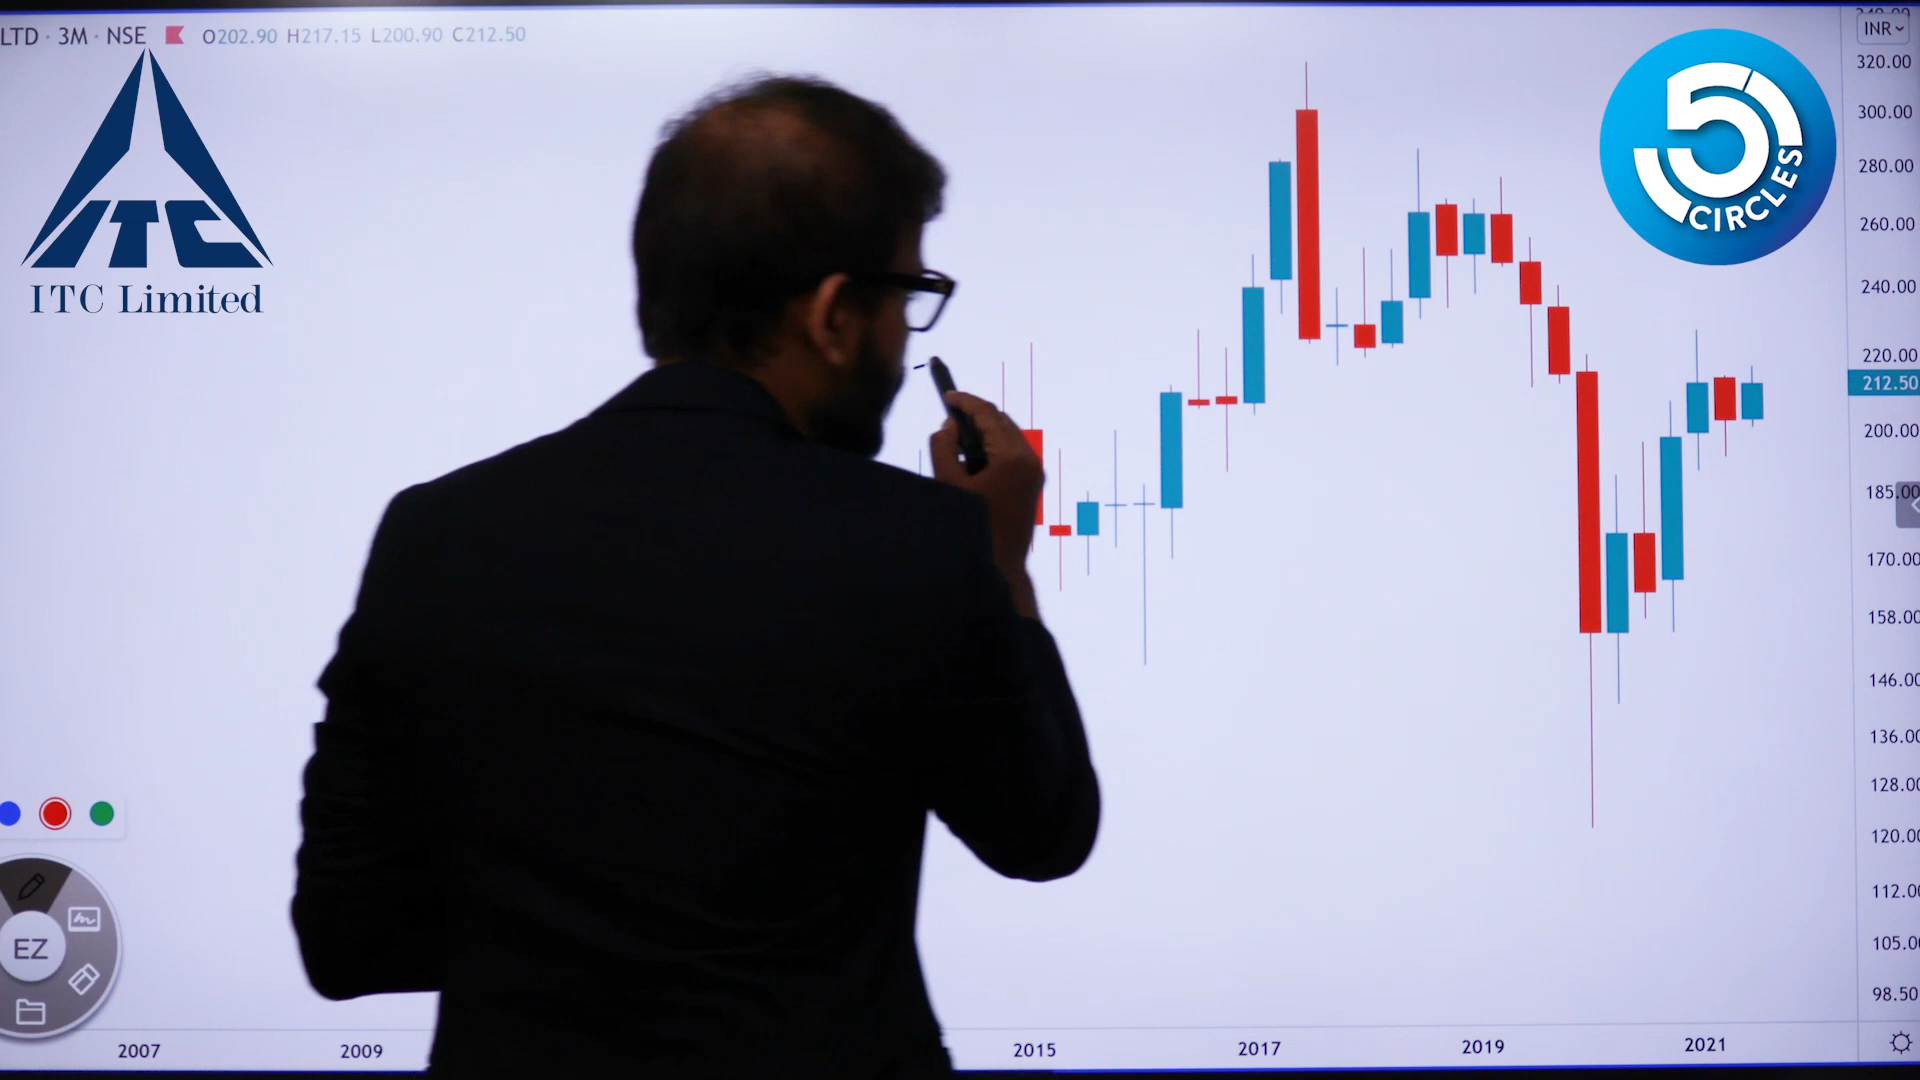 LTD · 3M · NSE O202.90 H217.15 L200.90 C212.50
INR
ITC
ITC Limited
5
CIRCLES
320.00
300.00
280.00
260.00
240.00
220.00
212.50
200.00
185.00
170.00
158.00
146.00
136.00
128.00
120.00
112.00
105.00
98.50
EZ
2007 2009 2015 2017 2019 2021